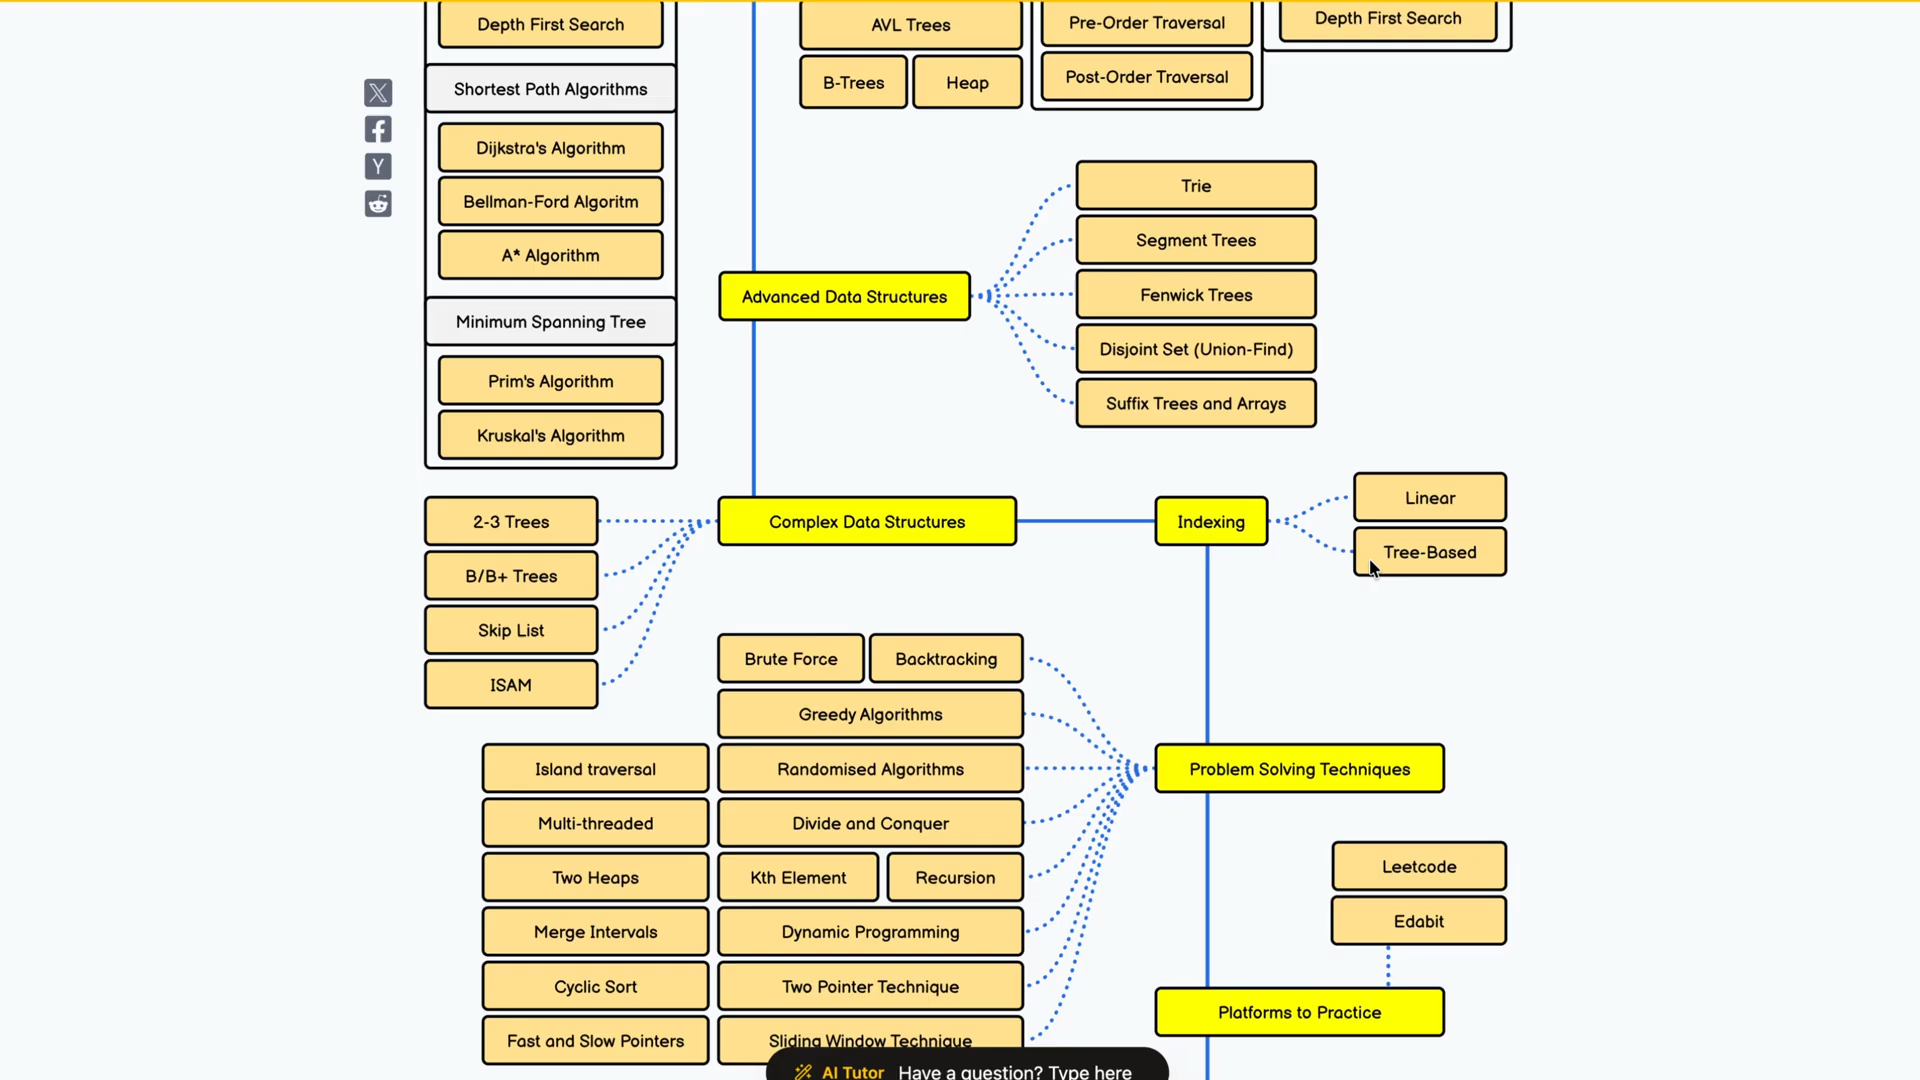 Depth First Search
AVL Trees
Pre-Order Traversal
Depth First Search
B-Trees
Heap
Post-Order Traversal
Shortest Path Algorithms
Dijkstra's Algorithm
Bellman-Ford Algoritm
A* Algorithm
Minimum Spanning Tree
Prim's Algorithm
Kruskal's Algorithm
Advanced Data Structures
Trie
Segment Trees
Fenwick Trees
Disjoint Set (Union-Find)
Suffix Trees and Arrays
2-3 Trees
B/B+ Trees
Skip List
ISAM
Complex Data Structures
Indexing
Linear
Tree-Based
Brute Force
Backtracking
Greedy Algorithms
Island traversal
Randomised Algorithms
Problem Solving Techniques
Multi-threaded
Divide and Conquer
Two Heaps
Kth Element
Recursion
Merge Intervals
Dynamic Programming
Cyclic Sort
Two Pointer Technique
Fast and Slow Pointers
Sliding Window Technique
Leetcode
Edabit
Platforms to Practice
AI Tutor Have a question? Type here